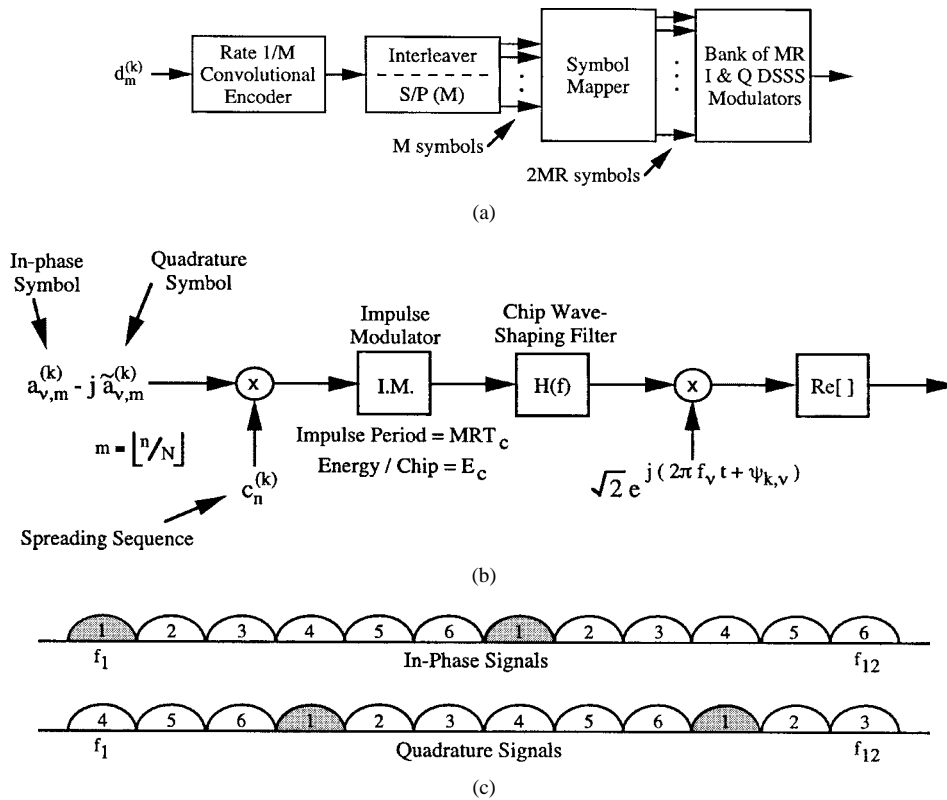 d_m^(k)
Rate 1/M
Convolutional
Encoder
Interleaver
S/P (M)
M symbols
Symbol
Mapper
2MR symbols
Bank of MR
I & Q DSSS
Modulators
(a)
In-phase
Symbol
Quadrature
Symbol
a_ν,m^(k) - j ã_ν,m^(k)
m = ⌊n/N⌋
x
c_n^(k)
Spreading Sequence
Impulse
Modulator
I.M.
Impulse Period = MRT_c
Energy / Chip = E_c
Chip Wave-
Shaping Filter
H(f)
x
√2 e^j(2π f_ν t + ψ_k,ν)
Re[ ]
(b)
1 2 3 4 5 6 1 2 3 4 5 6
f_1 In-Phase Signals f_12
4 5 6 1 2 3 4 5 6 1 2 3
f_1 Quadrature Signals f_12
(c)